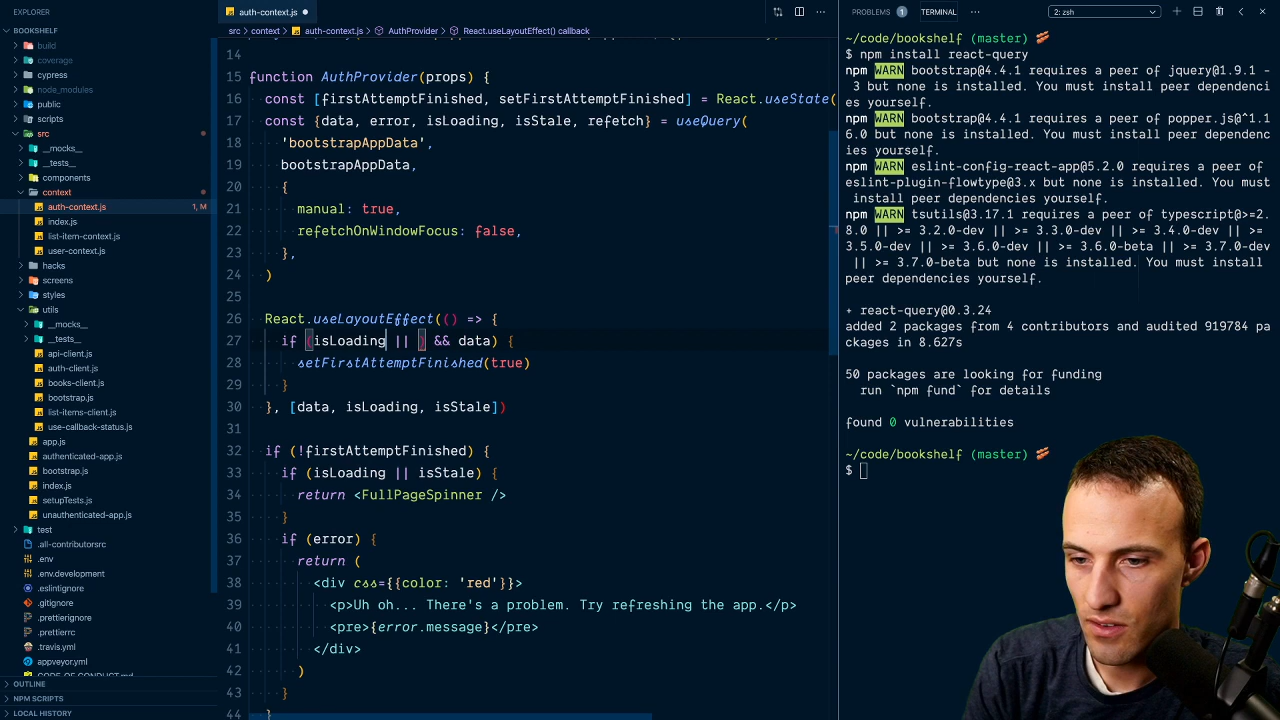 EXPLORER
BOOKSHELF
build
coverage
cypress
node_modules
public
scripts
src
__mocks__
__tests__
components
context
auth-context.js 1, M
index.js
list-item-context.js
user-context.js
hacks
screens
styles
utils
__mocks__
__tests__
api-client.js
auth-client.js
books-client.js
bootstrap.js
list-items-client.js
use-callback-status.js
app.js
authenticated-app.js
bootstrap.js
index.js
setupTests.js
unauthenticated-app.js
test
.all-contributorsrc
.env
.env.development
.eslintignore
.gitignore
.prettierignore
.prettierrc
.travis.yml
appveyor.yml
CODE_OF_CONDUCT.md
OUTLINE
NPM SCRIPTS
LOCAL HISTORY
auth-context.js
src > context > auth-context.js > AuthProvider > React.useLayoutEffect() callback
14
15 function AuthProvider(props) {
16 const [firstAttemptFinished, setFirstAttemptFinished] = React.useState(
17 const {data, error, isLoading, isStale, refetch} = useQuery(
18 'bootstrapAppData',
19 bootstrapAppData,
20 {
21 manual: true,
22 refetchOnWindowFocus: false,
23 },
24 )
25
26 React.useLayoutEffect(() => {
27 if (isLoading || ) && data) {
28 setFirstAttemptFinished(true)
29 }
30 }, [data, isLoading, isStale])
31
32 if (!firstAttemptFinished) {
33 if (isLoading || isStale) {
34 return <FullPageSpinner />
35 }
36 if (error) {
37 return (
38 <div css={{color: 'red'}}>
39 <p>Uh oh... There's a problem. Try refreshing the app.</p>
40 <pre>{error.message}</pre>
41 </div>
42 )
43 }
44 }
PROBLEMS 1 TERMINAL ... 2: zsh
~/code/bookshelf (master)
$ npm install react-query
npm WARN bootstrap@4.4.1 requires a peer of jquery@1.9.1 -
3 but none is installed. You must install peer dependenci
es yourself.
npm WARN bootstrap@4.4.1 requires a peer of popper.js@^1.1
6.0 but none is installed. You must install peer dependenc
ies yourself.
npm WARN eslint-config-react-app@5.2.0 requires a peer of
eslint-plugin-flowtype@3.x but none is installed. You must
install peer dependencies yourself.
npm WARN tsutils@3.17.1 requires a peer of typescript@>=2.
8.0 || >= 3.2.0-dev || >= 3.3.0-dev || >= 3.4.0-dev || >=
3.5.0-dev || >= 3.6.0-dev || >= 3.6.0-beta || >= 3.7.0-dev
|| >= 3.7.0-beta but none is installed. You must install
peer dependencies yourself.
+ react-query@0.3.24
added 2 packages from 4 contributors and audited 919784 pa
ckages in 8.627s
50 packages are looking for funding
run `npm fund` for details
found 0 vulnerabilities
~/code/bookshelf (master)
$